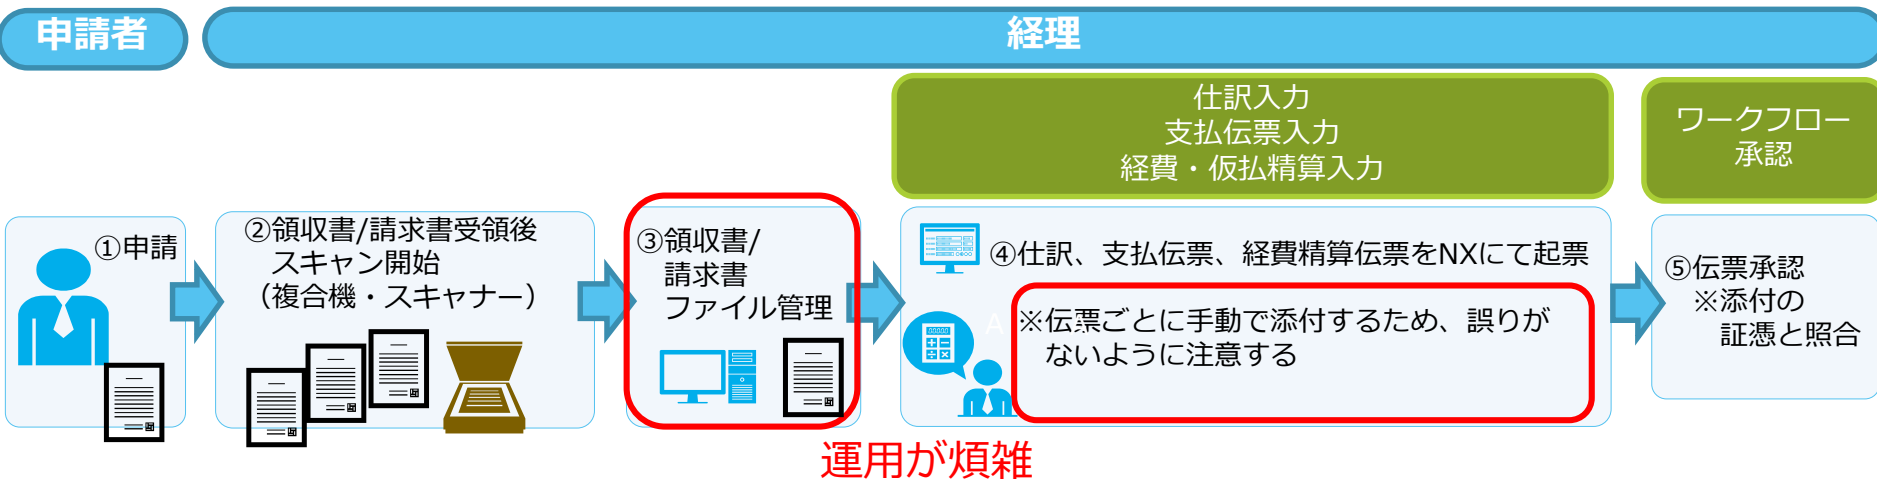 申請者
経理
仕訳入力
支払伝票入力
経費・仮払精算入力
ワークフロー
承認
①申請
②領収書/請求書受領後
スキャン開始
（複合機・スキャナー）
③領収書/
請求書
ファイル管理
④仕訳、支払伝票、経費精算伝票をNXにて起票
※伝票ごとに手動で添付するため、誤りが
ないように注意する
⑤伝票承認
※添付の
証憑と照合
運用が煩雑